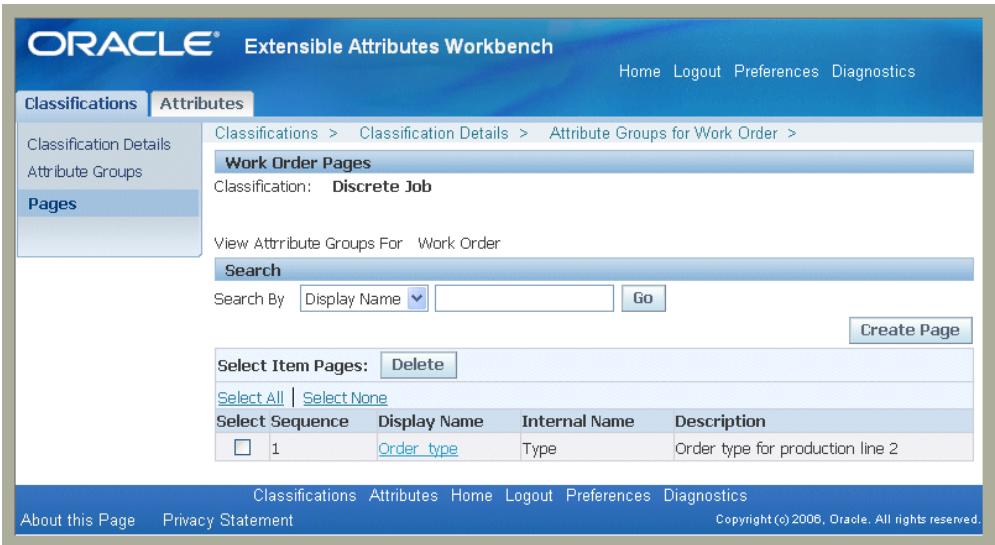 ORACLE® Extensible Attributes Workbench
Home Logout Preferences Diagnostics
Classifications Attributes
Classification Details
Attribute Groups
Pages
Classifications > Classification Details > Attribute Groups for Work Order >
Work Order Pages
Classification: Discrete Job
View Attrribute Groups For Work Order
Search
Search By Display Name Go
Create Page
Select Item Pages: Delete
Select All | Select None
Select Sequence Display Name Internal Name Description
1 Order_type Type Order type for production line 2
Classifications Attributes Home Logout Preferences Diagnostics
About this Page Privacy Statement Copyright (c) 2006, Oracle. All rights reserved.